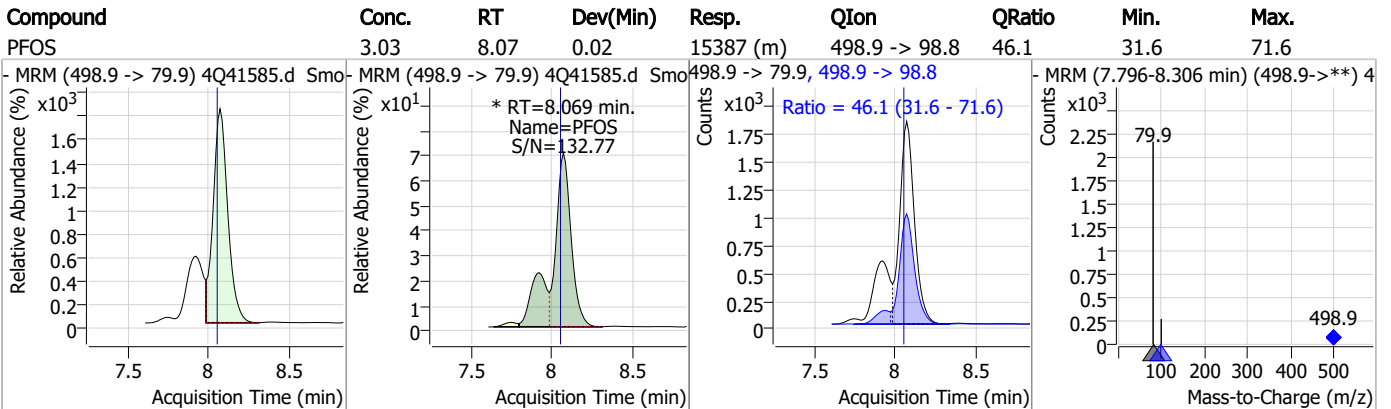 Compound Conc. RT Dev(Min) Resp. QIon QRatio Min. Max.
PFOS 3.03 8.07 0.02 15387 (m) 498.9 -> 98.8 46.1 31.6 71.6
- MRM (498.9 -> 79.9) 4Q41585.d Smo
x10³
Relative Abundance (%)
1.6
1.4
1.2
1
0.8
0.6
0.4
0.2
0
7.5 8 8.5
Acquisition Time (min)
- MRM (498.9 -> 79.9) 4Q41585.d Smo
x10¹
* RT=8.069 min.
Name=PFOS
S/N=132.77
Relative Abundance (%)
7
6
5
4
3
2
1
0
7.5 8 8.5
Acquisition Time (min)
498.9 -> 79.9, 498.9 -> 98.8
x10³
Ratio = 46.1 (31.6 - 71.6)
Counts
1.75
1.5
1.25
1
0.75
0.5
0.25
0
7.5 8 8.5
Acquisition Time (min)
- MRM (7.796-8.306 min) (498.9->**) 4
x10³
Counts
79.9
2.25
2
1.75
1.5
1.25
1
0.75
0.5
0.25
0
498.9
100 200 300 400 500
Mass-to-Charge (m/z)